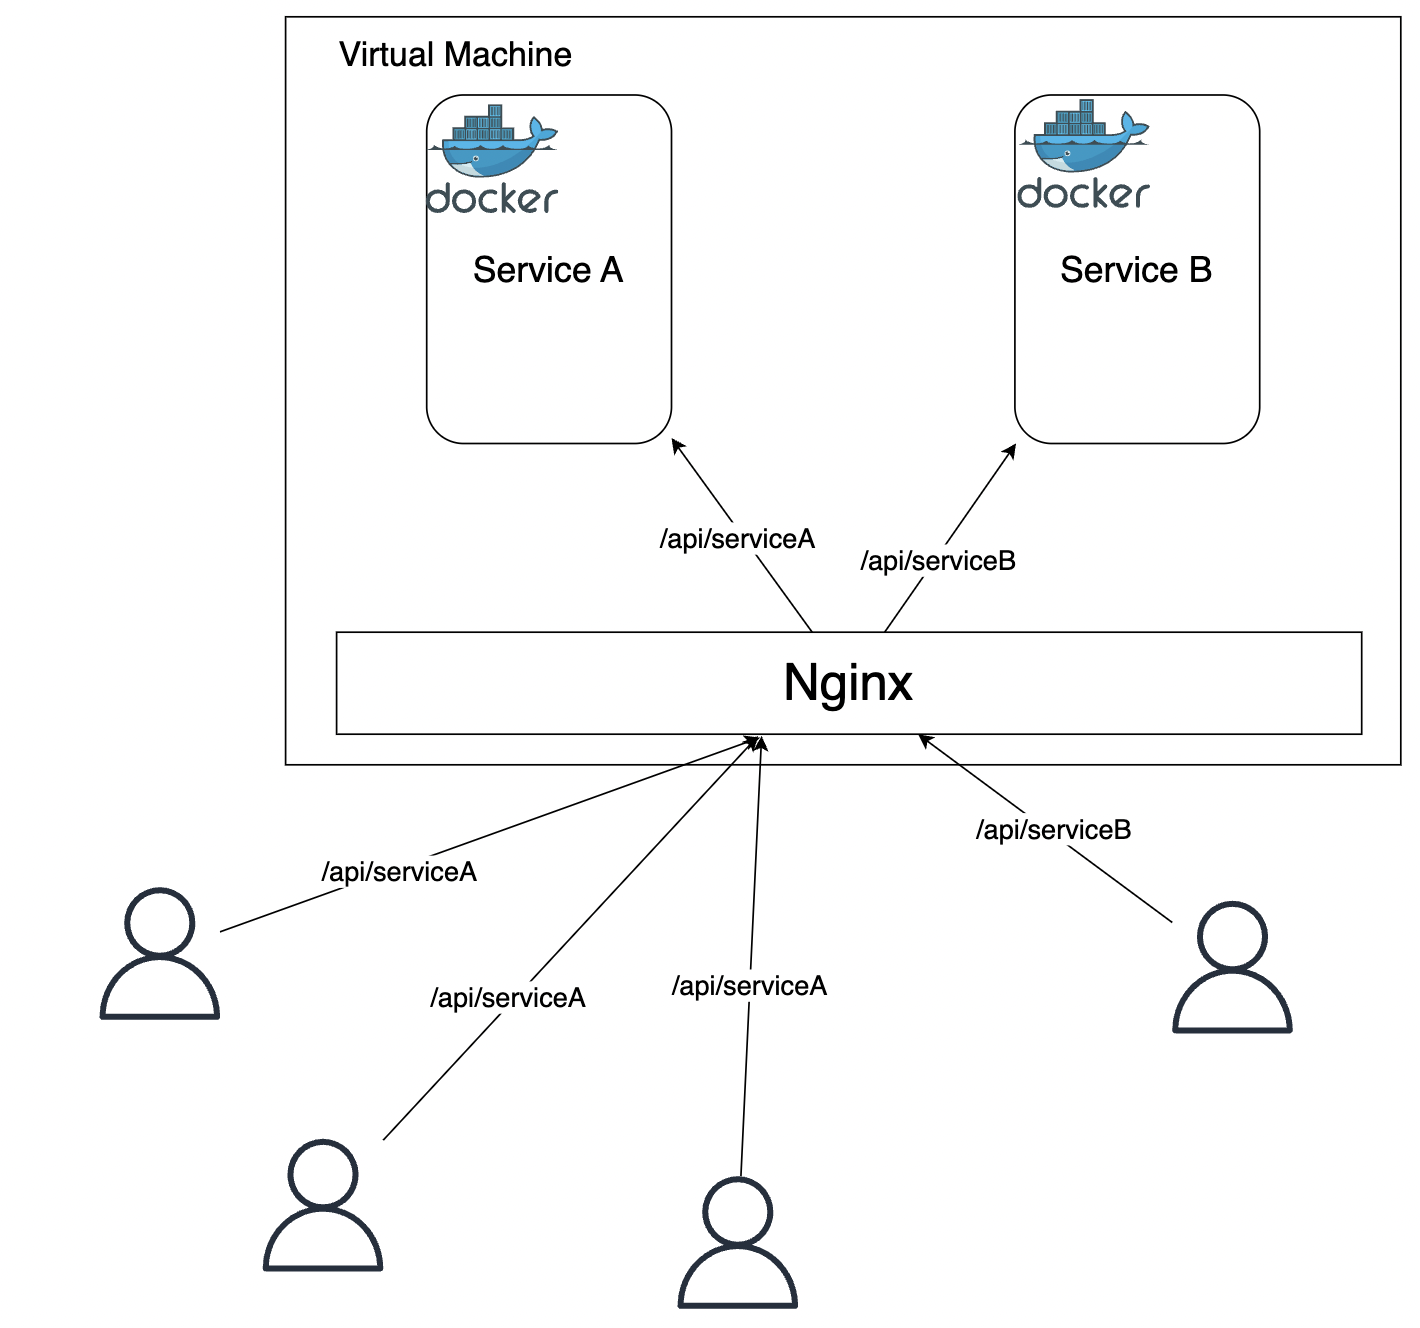 Virtual Machine
docker
docker
Service A
Service B
/api/serviceA
/api/serviceB
Nginx
/api/serviceB
/api/serviceA
/api/serviceA
/api/serviceA